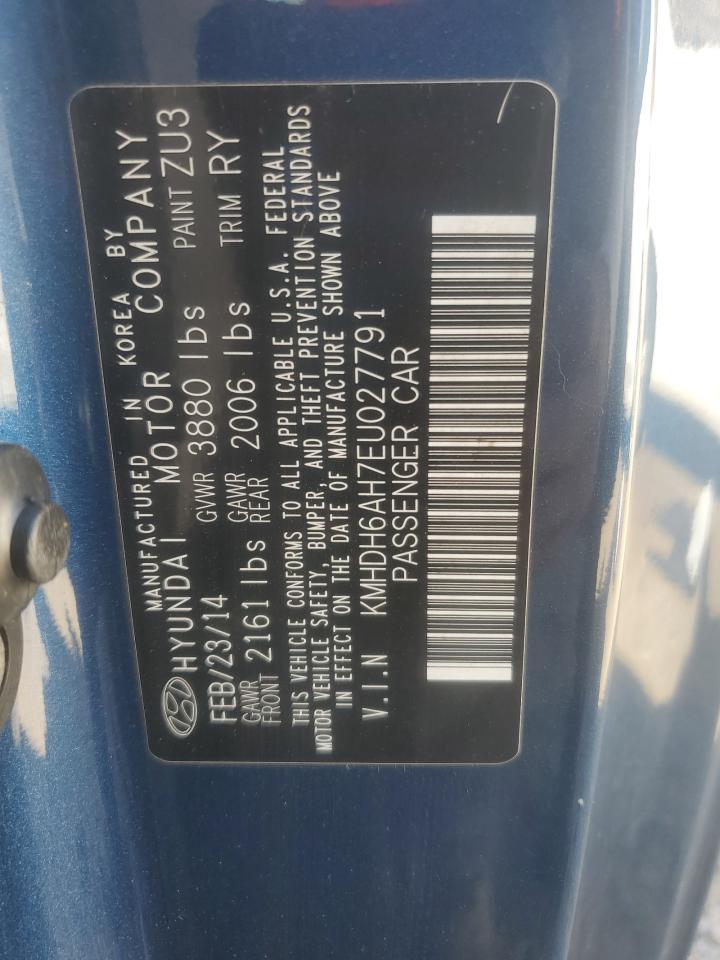 MANUFACTURED IN KOREA BY
HYUNDAI MOTOR COMPANY
FEB/23/14 GVWR 3880 lbs PAINT ZU3
GAWR FRONT 2161 lbs GAWR REAR 2006 lbs TRIM RY
THIS VEHICLE CONFORMS TO ALL APPLICABLE U.S.A. FEDERAL
MOTOR VEHICLE SAFETY, BUMPER, AND THEFT PREVENTION STANDARDS
IN EFFECT ON THE DATE OF MANUFACTURE SHOWN ABOVE
V.I.N KMHDH6AH7EU027791
PASSENGER CAR